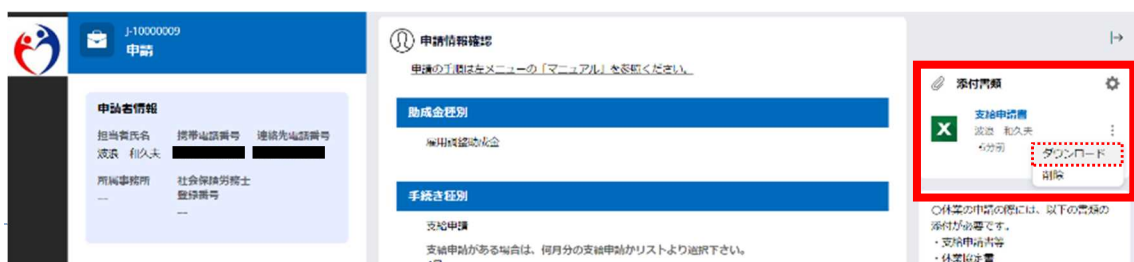 J-10000009
申請
申請者情報
担当者氏名 携帯電話番号 連絡先電話番号
波浪 和久夫
所属事務所 社会保険労務士
登録番号
--
--
申請情報確認
申請の手順は左メニューの「マニュアル」を参照ください。
助成金種別
雇用調整助成金
手続き種別
支給申請
支給申請がある場合は、何月分の支給申請かリストより選択下さい。
添付書類
支給申請書
波浪 和久夫
6分前
ダウンロード
削除
○休業の申請の際には、以下の書類の
添付が必要です。
・支給申請書等
・休業協定書